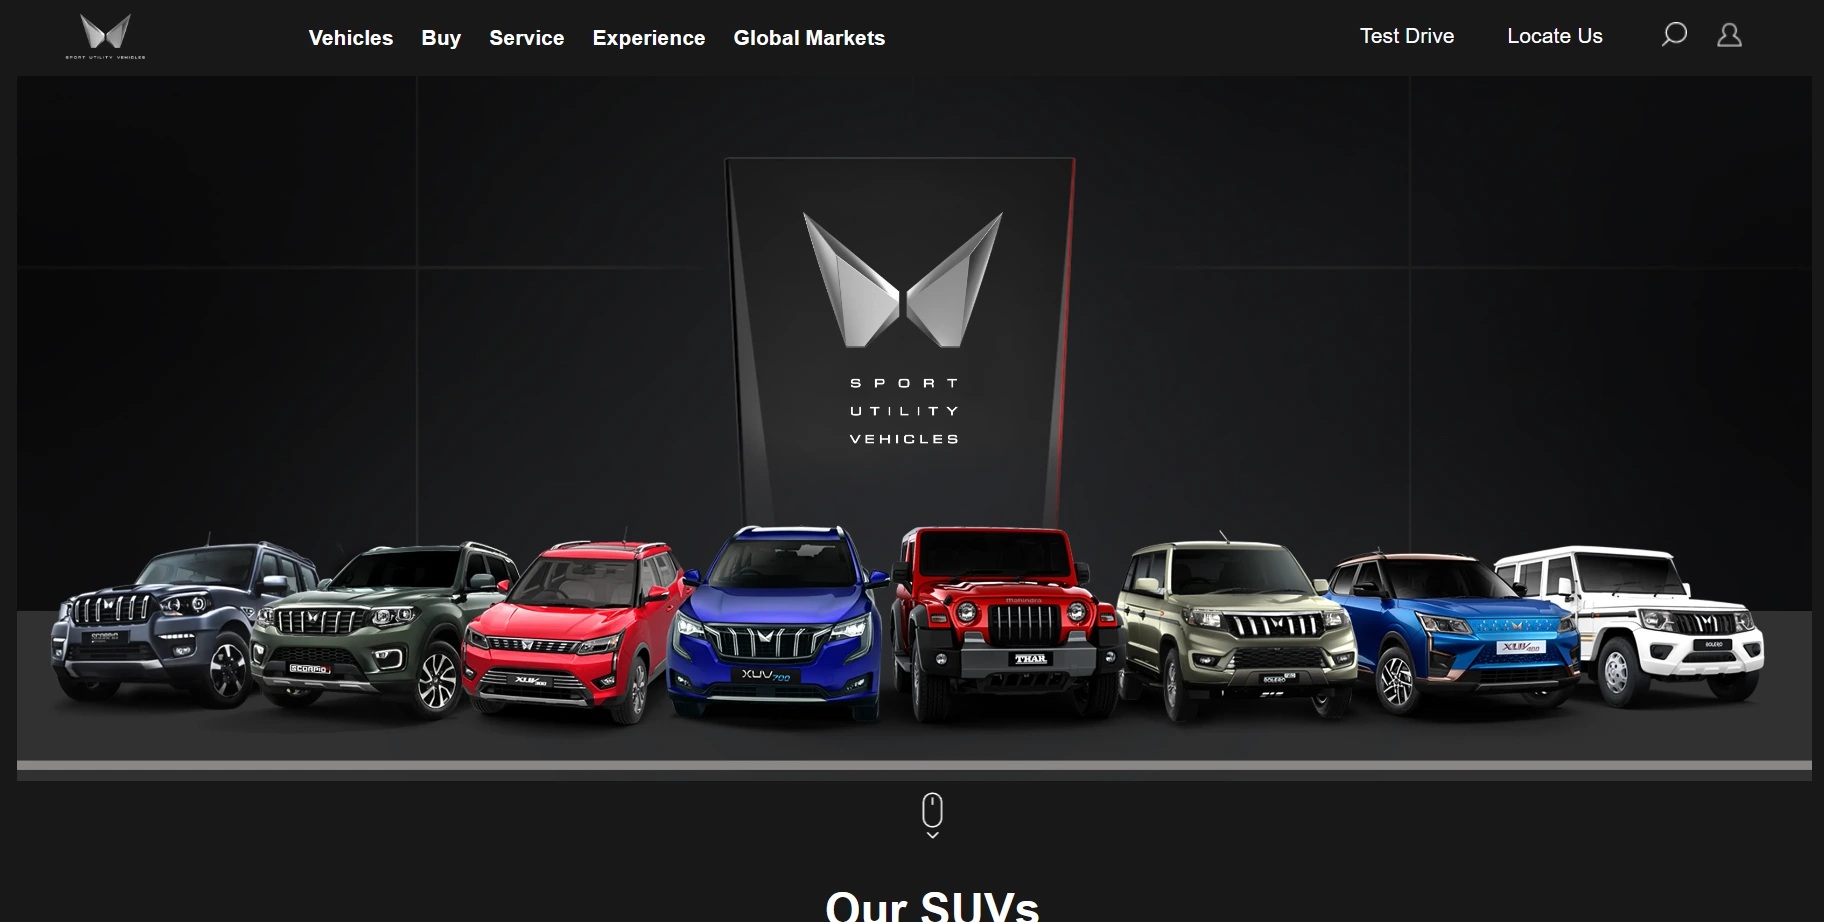 SPORT UTILITY VEHICLES
Vehicles Buy Service Experience Global Markets
Test Drive Locate Us
SPORT
UTILITY
VEHICLES
Mahindra
SCORPIO
SCORPIO
XUV300
XUV700
THAR
BOLERO
XUV400
BOLERO
Our SUVs